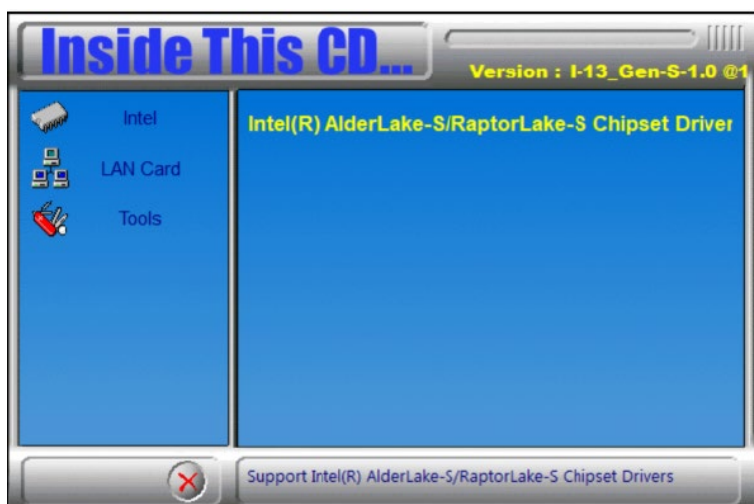 Inside This CD...
Version : I-13_Gen-S-1.0 @1
Intel
LAN Card
Tools
Intel(R) AlderLake-S/RaptorLake-S Chipset Driver
Support Intel(R) AlderLake-S/RaptorLake-S Chipset Drivers